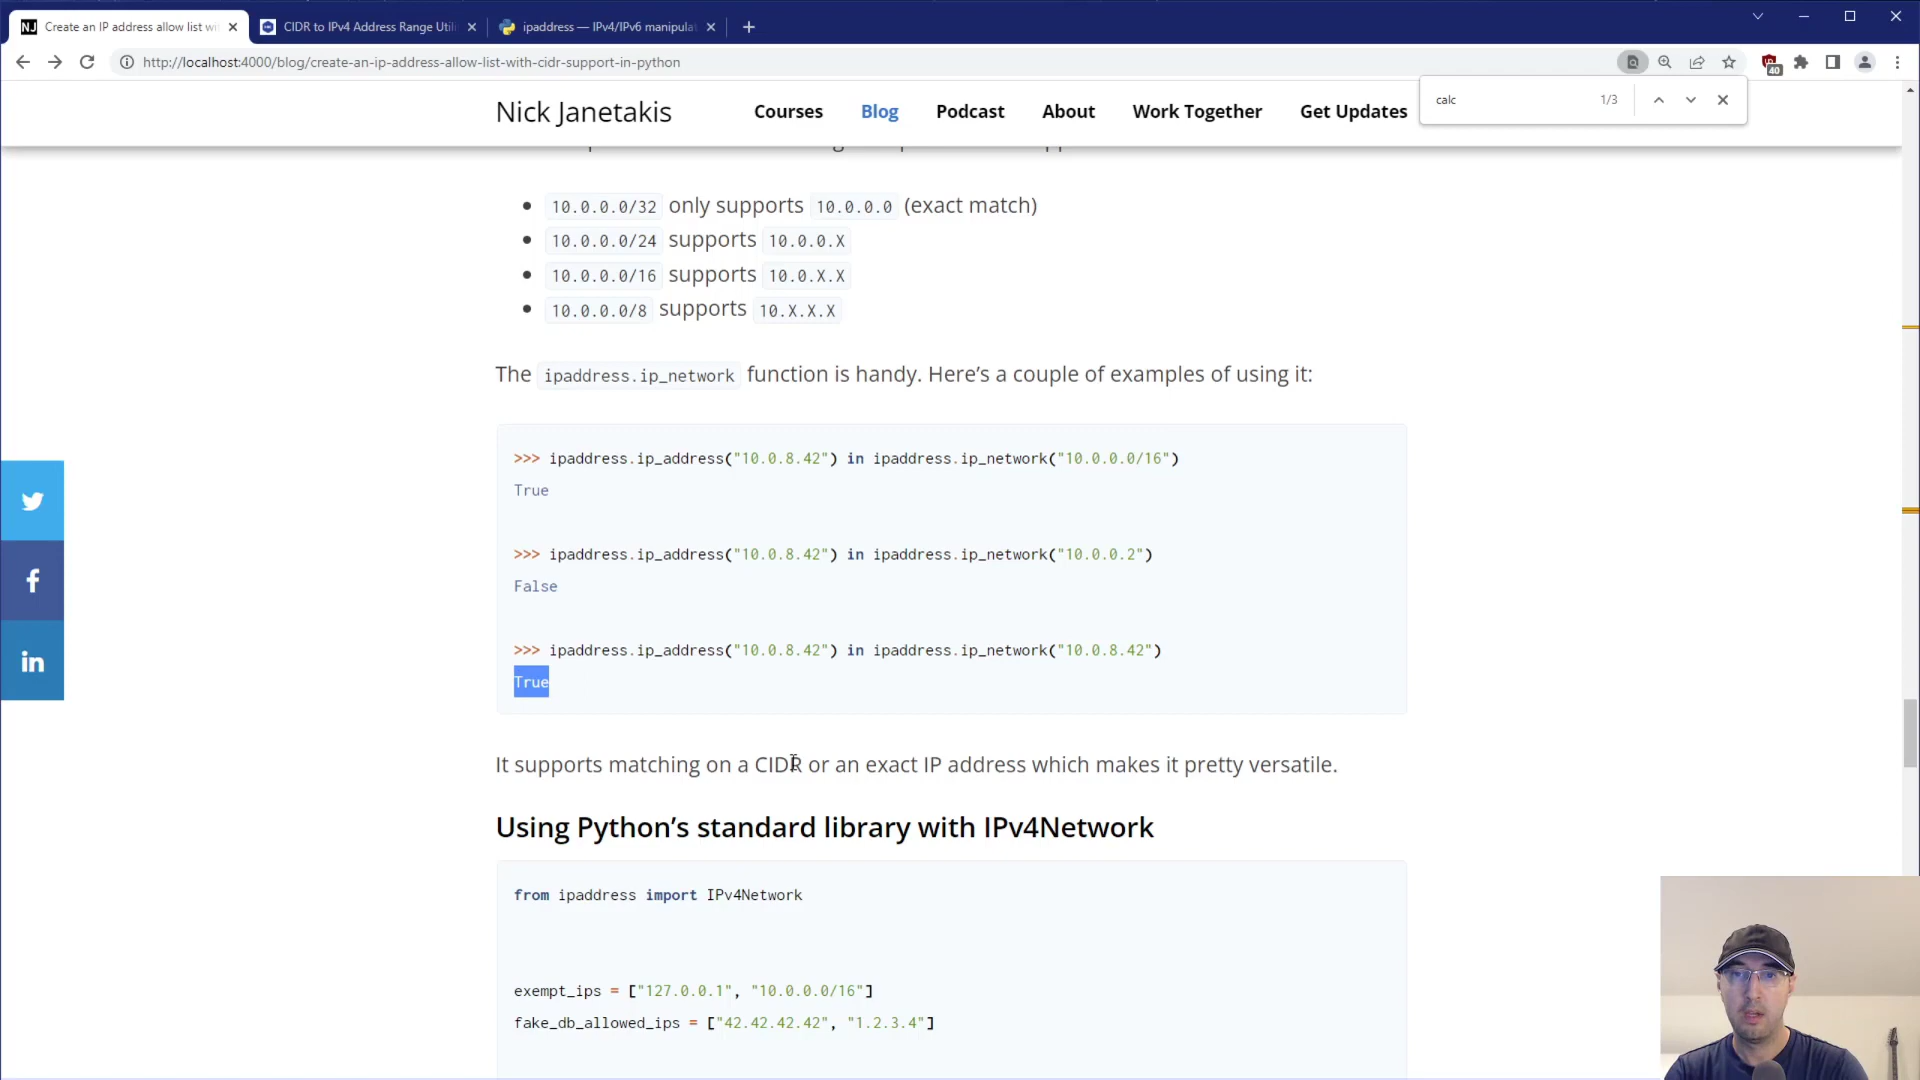 Create an IP address allow list wi
CIDR to IPv4 Address Range Util
ipaddress — IPv4/IPv6 manipula
http://localhost:4000/blog/create-an-ip-address-allow-list-with-cidr-support-in-python
40
calc 1/3
Nick Janetakis
Courses Blog Podcast About Work Together Get Updates
10.0.0.0/32 only supports 10.0.0.0 (exact match)
10.0.0.0/24 supports 10.0.0.X
10.0.0.0/16 supports 10.0.X.X
10.0.0.0/8 supports 10.X.X.X
The ipaddress.ip_network function is handy. Here’s a couple of examples of using it:
>>> ipaddress.ip_address("10.0.8.42") in ipaddress.ip_network("10.0.0.0/16")
True
>>> ipaddress.ip_address("10.0.8.42") in ipaddress.ip_network("10.0.0.2")
False
>>> ipaddress.ip_address("10.0.8.42") in ipaddress.ip_network("10.0.8.42")
True
It supports matching on a CIDR or an exact IP address which makes it pretty versatile.
Using Python’s standard library with IPv4Network
from ipaddress import IPv4Network
exempt_ips = ["127.0.0.1", "10.0.0.0/16"]
fake_db_allowed_ips = ["42.42.42.42", "1.2.3.4"]